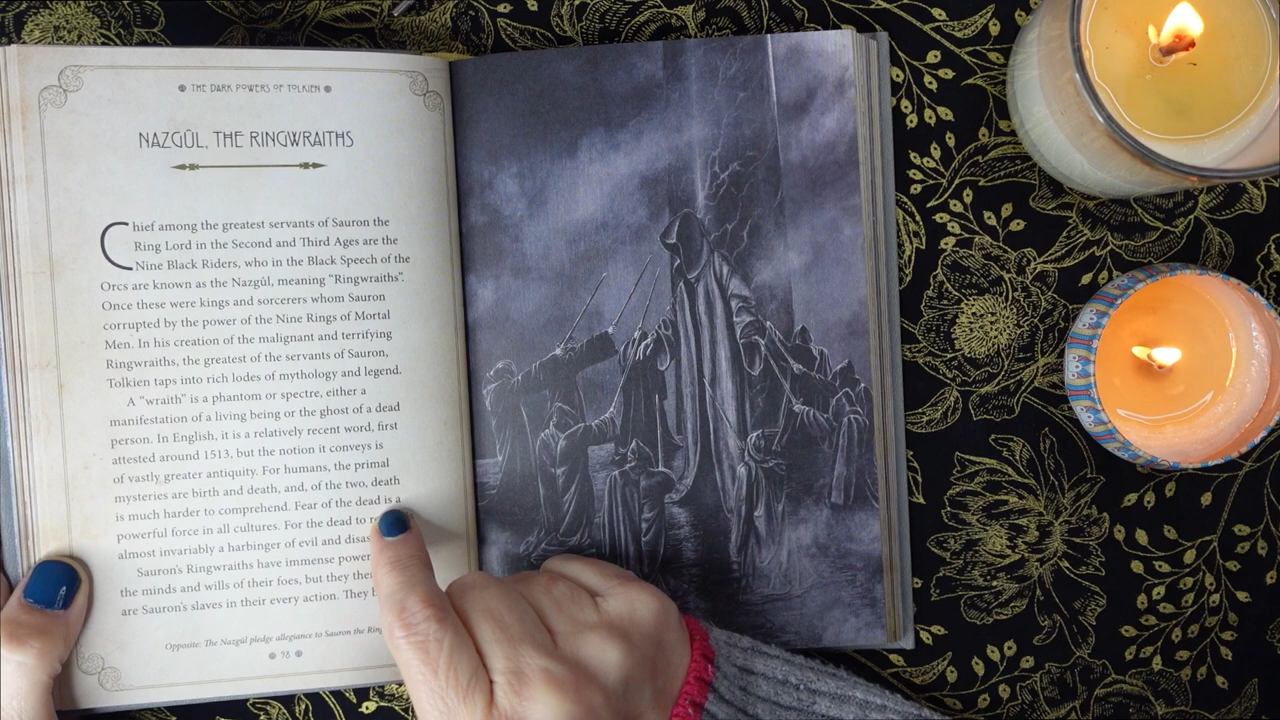 THE DARK POWERS OF TOLKIEN
NAZGÛL, THE RINGWRAITHS
Chief among the greatest servants of Sauron the
Ring Lord in the Second and Third Ages are the
Nine Black Riders, who in the Black Speech of the
Orcs are known as the Nazgûl, meaning “Ringwraiths”.
Once these were kings and sorcerers whom Sauron
corrupted by the power of the Nine Rings of Mortal
Men. In his creation of the malignant and terrifying
Ringwraiths, the greatest of the servants of Sauron,
Tolkien taps into rich lodes of mythology and legend.
A “wraith” is a phantom or spectre, either a
manifestation of a living being or the ghost of a dead
person. In English, it is a relatively recent word, first
attested around 1513, but the notion it conveys is
of vastly greater antiquity. For humans, the primal
mysteries are birth and death, and, of the two, death
is much harder to comprehend. Fear of the dead is a
powerful force in all cultures. For the dead to
almost invariably a harbinger of evil and
Sauron’s Ringwraiths have immense power
the minds and wills of their foes, but they
are Sauron’s slaves in their every action. They
Opposite: The Nazgûl pledge allegiance to Sauron the
98